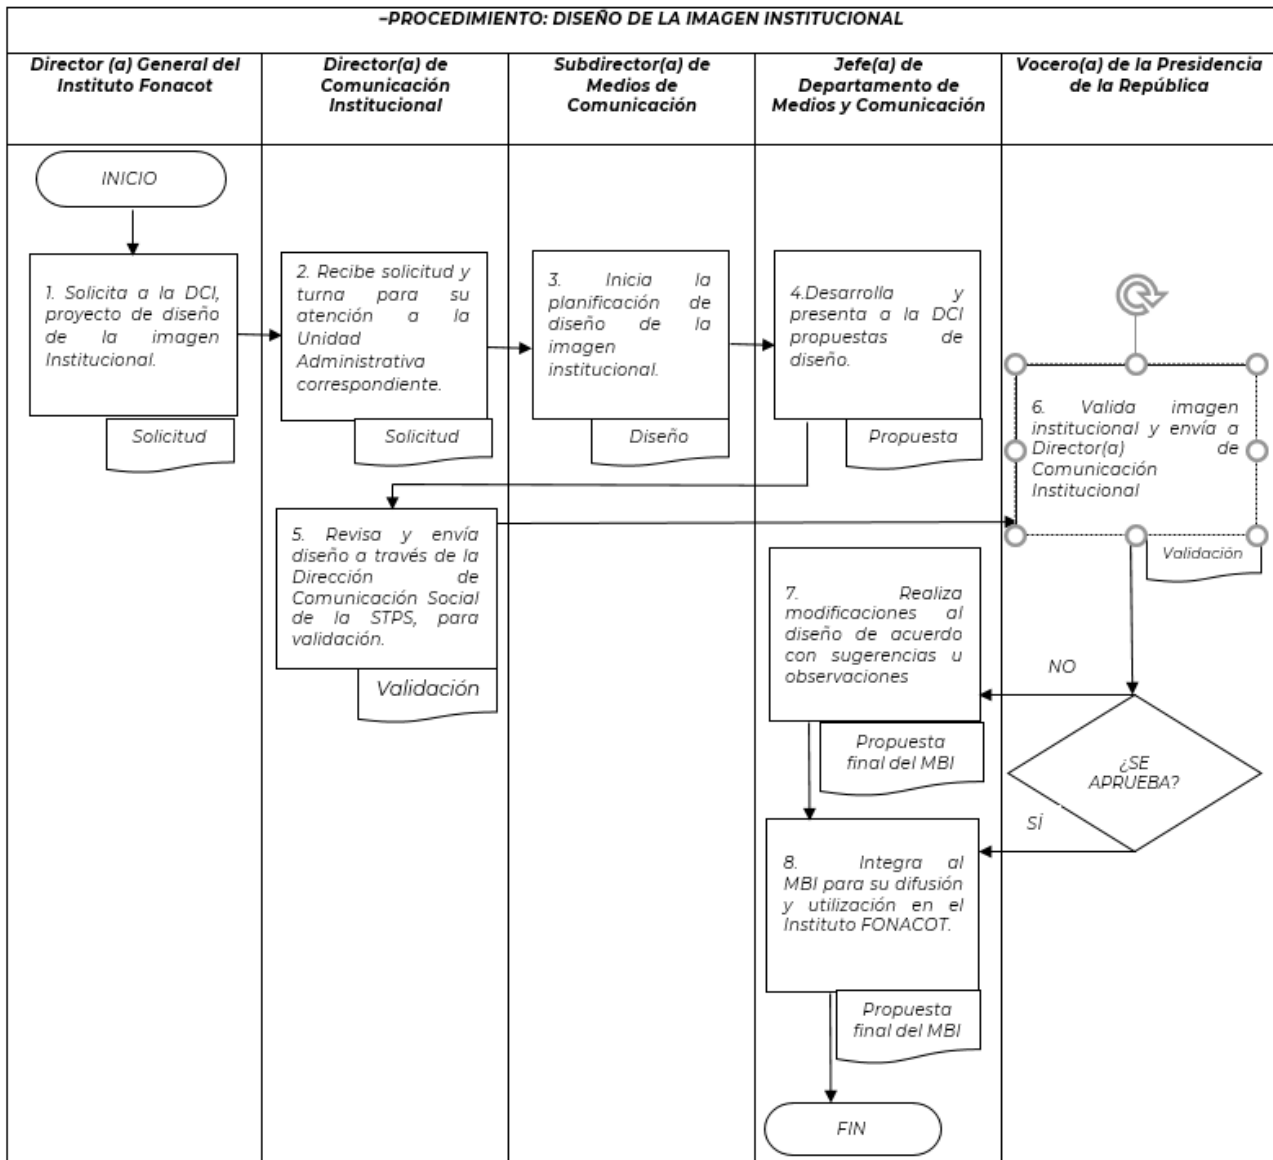 –PROCEDIMIENTO: DISEÑO DE LA IMAGEN INSTITUCIONAL
Director (a) General del
Instituto Fonacot
Director(a) de
Comunicación
Institucional
Subdirector(a) de
Medios de
Comunicación
Jefe(a) de
Departamento de
Medios y Comunicación
Vocero(a) de la Presidencia
de la República
INICIO
1. Solicita a la DCI,
proyecto de diseño
de la imagen
Institucional.
Solicitud
2. Recibe solicitud y
turna para su
atención a la
Unidad
Administrativa
correspondiente.
Solicitud
3. Inicia la
planificación de
diseño de la
imagen
institucional.
Diseño
4.Desarrolla y
presenta a la DCI
propuestas de
diseño.
Propuesta
5. Revisa y envía
diseño a través de la
Dirección de
Comunicación Social
de la STPS, para
validación.
Validación
6. Valida imagen
institucional y envía a
Director(a) de
Comunicación
Institucional
Validación
7. Realiza
modificaciones al
diseño de acuerdo
con sugerencias u
observaciones
Propuesta
final del MBI
NO
¿SE
APRUEBA?
SÍ
8. Integra al
MBI para su difusión
y utilización en el
Instituto FONACOT.
Propuesta
final del MBI
FIN